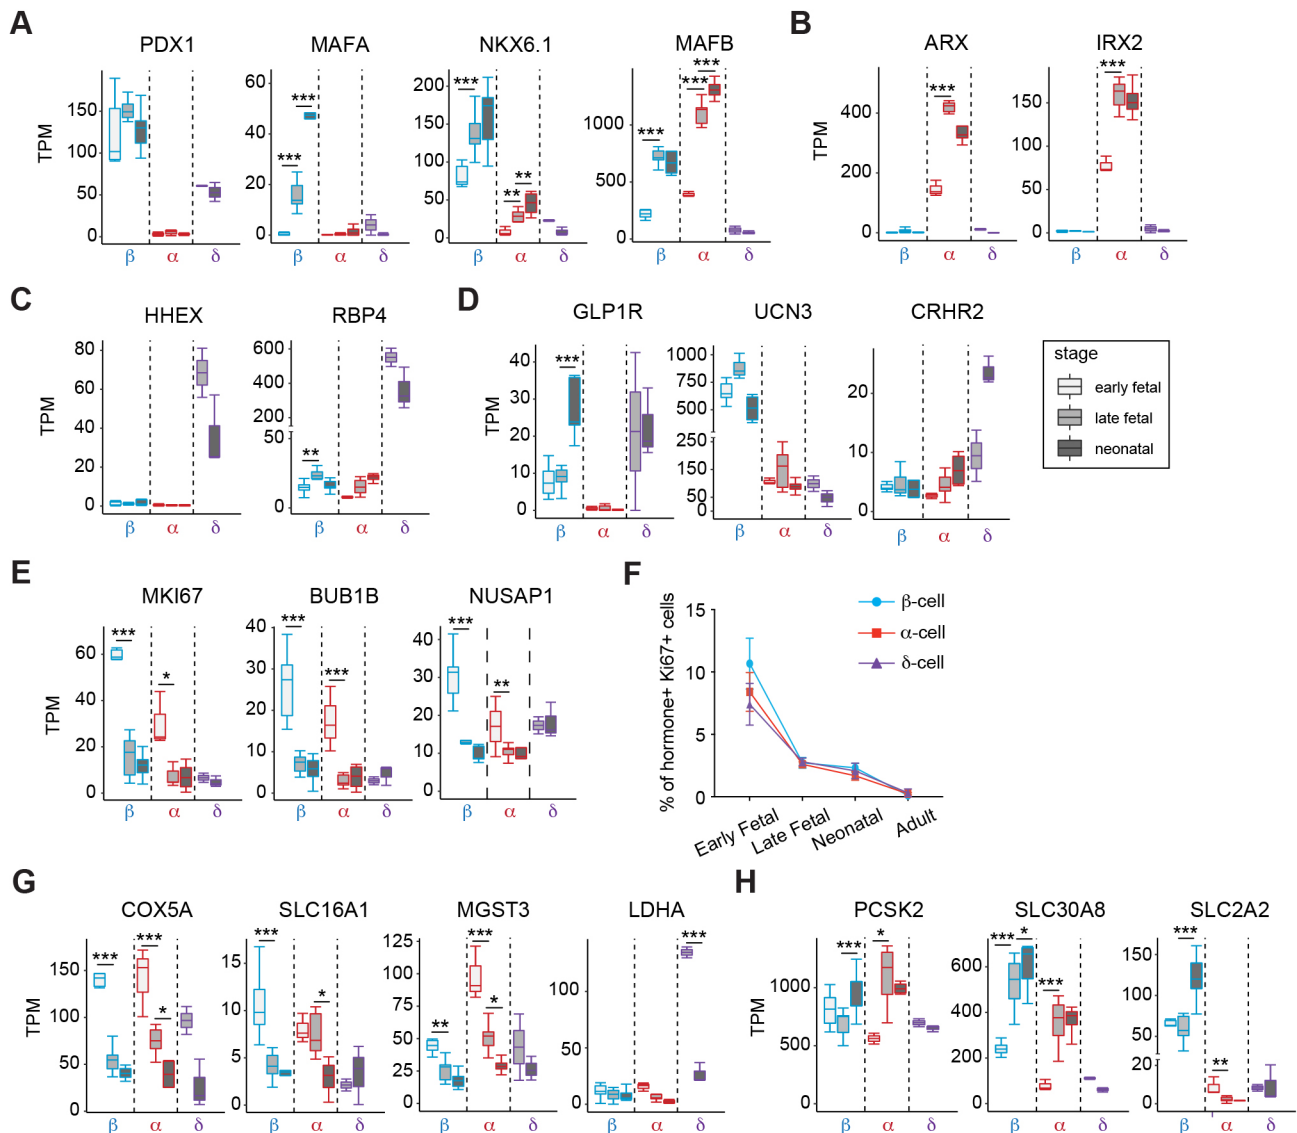 A
B
PDX1
MAFA
NKX6.1
MAFB
ARX
IRX2
TPM
150
100
50
0
β
α
δ
***
***
60
40
20
0
β
α
δ
***
**
**
200
150
100
50
0
β
α
δ
***
***
***
1000
500
0
β
α
δ
TPM
***
400
200
0
β
α
δ
***
150
100
50
0
β
α
δ
C
D
HHEX
RBP4
GLP1R
UCN3
CRHR2
TPM
80
60
40
20
0
β
α
δ
600
400
200
50
0
**
β
α
δ
TPM
***
40
30
20
10
0
β
α
δ
1000
750
500
250
150
50
0
β
α
δ
20
10
0
β
α
δ
stage
early fetal
late fetal
neonatal
E
F
MKI67
BUB1B
NUSAP1
TPM
***
*
60
40
20
0
β
α
δ
***
***
40
30
20
10
0
β
α
δ
***
**
40
30
20
10
0
β
α
δ
% of hormone+ Ki67+ cells
15
10
5
0
β-cell
α-cell
δ-cell
Early Fetal
Late Fetal
Neonatal
Adult
G
H
COX5A
SLC16A1
MGST3
LDHA
PCSK2
SLC30A8
SLC2A2
TPM
***
***
*
150
100
50
0
β
α
δ
***
*
15
10
5
0
β
α
δ
***
**
*
125
100
75
50
25
0
β
α
δ
***
100
50
0
β
α
δ
TPM
***
*
1000
500
0
β
α
δ
***
*
***
600
400
200
0
β
α
δ
***
**
150
100
50
20
0
β
α
δ